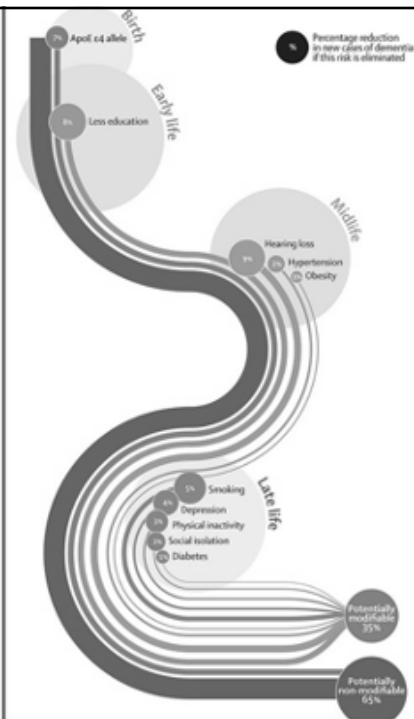 Birth
%
Percentage reduction
in new cases of dementia
if this risk is eliminated
7%
ApoE ε4 allele
Early life
8%
Less education
Midlife
Hearing loss
9%
2%
Hypertension
Obesity
Late life
5%
Smoking
4%
Depression
3%
Physical inactivity
2%
Social isolation
1%
Diabetes
Potentially
modifiable
35%
Potentially
non-modifiable
65%